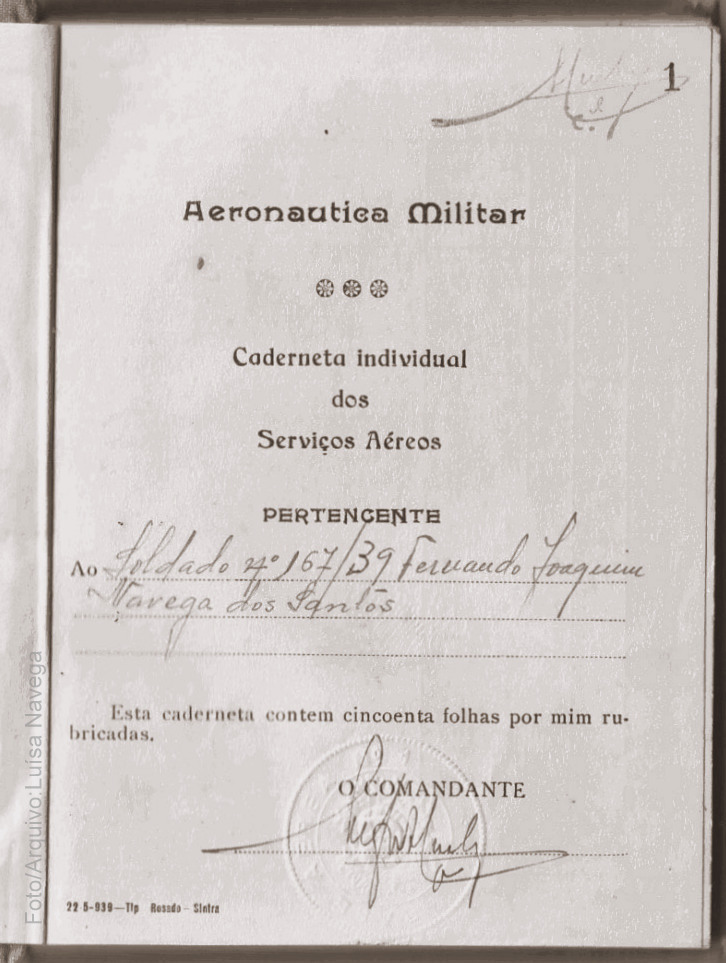 1
Aeronautica Militar
Caderneta individual
dos
Serviços Aéreos
PERTENCENTE
Ao Soldado nº 167/39 Fernando Joaquim
Navega dos Santos
Esta caderneta contem cincoenta folhas por mim ru-
bricadas.
O COMANDANTE
22-5-939—Tip Rosado - Sintra
Foto/Arquivo:Luísa Navega